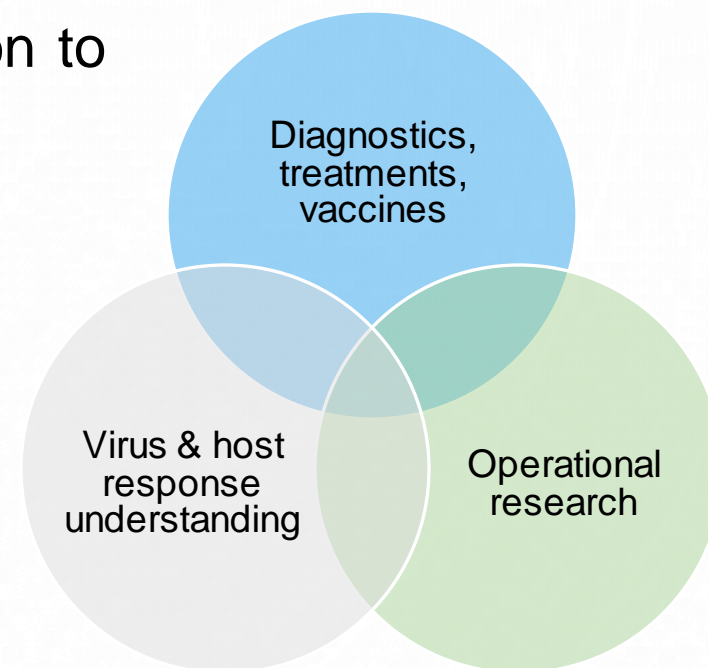 on to
Diagnostics,
treatments,
vaccines
Virus & host
response
understanding
Operational
research